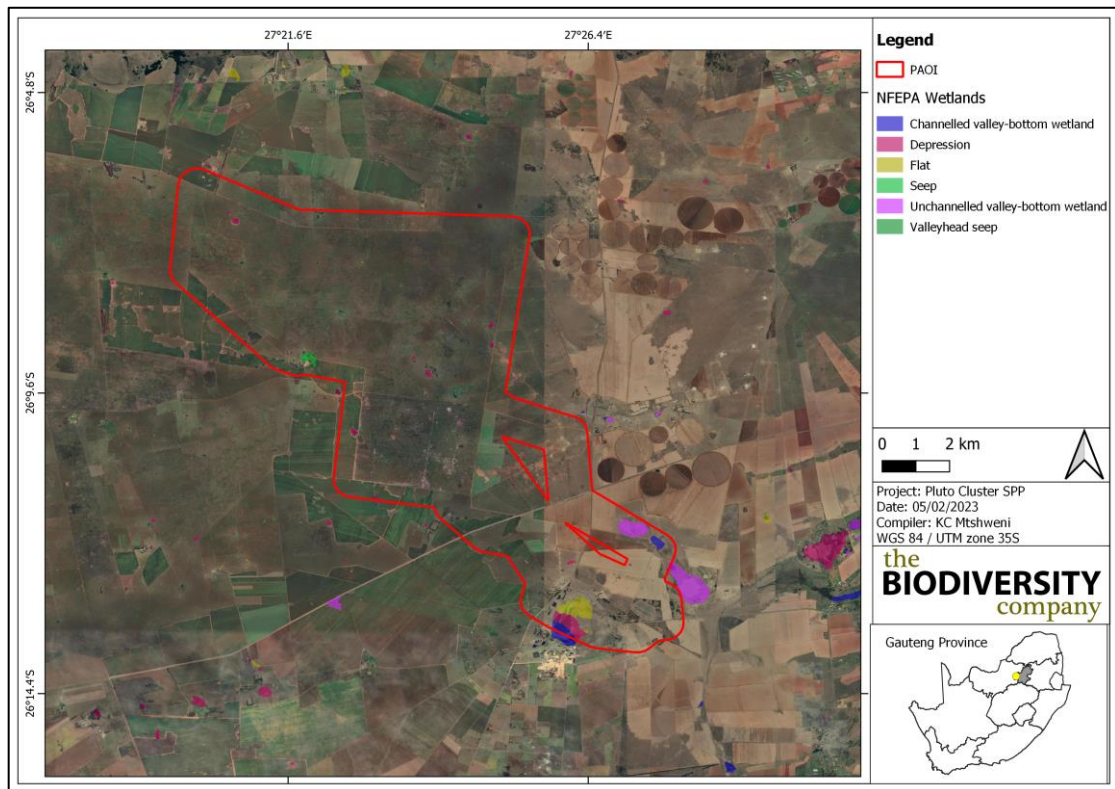 27°21.6'E
27°26.4'E
26°4.8'S
26°9.6'S
26°14.4'S
Legend
PAOI
NFEPA Wetlands
Channelled valley-bottom wetland
Depression
Flat
Seep
Unchannelled valley-bottom wetland
Valleyhead seep
0 1 2 km
Project: Pluto Cluster SPP
Date: 05/02/2023
Compiler: KC Mtshweni
WGS 84 / UTM zone 35S
the
BIODIVERSITY
company
Gauteng Province